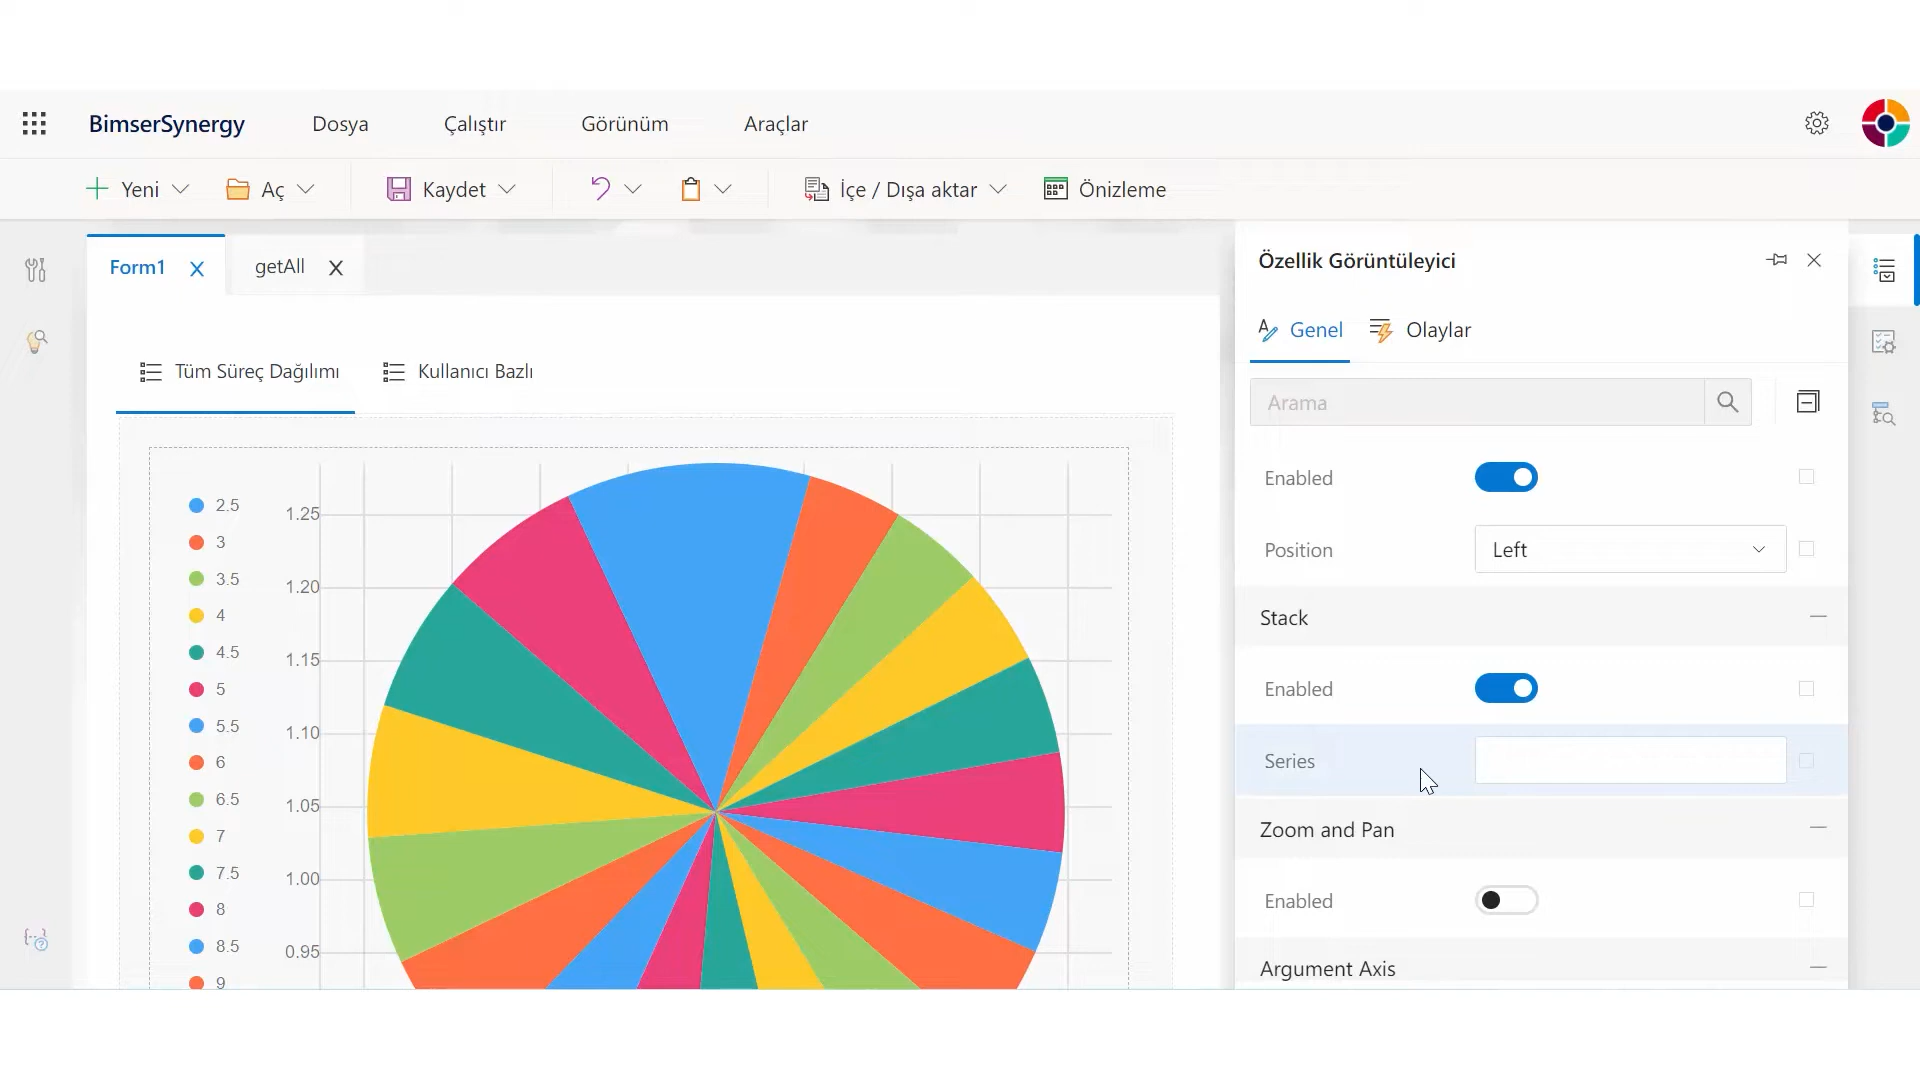 BimserSynergy Dosya Çalıştır Görünüm Araçlar
Yeni Aç Kaydet İçe / Dışa aktar Önizleme
Form1 X getAll X
Tüm Süreç Dağılımı Kullanıcı Bazlı
2.5
3
3.5
4
4.5
5
5.5
6
6.5
7
7.5
8
8.5
9
1.25
1.20
1.15
1.10
1.05
1.00
0.95
Özellik Görüntüleyici
Genel Olaylar
Arama
Enabled
Position Left
Stack
Enabled
Series
Zoom and Pan
Enabled
Argument Axis